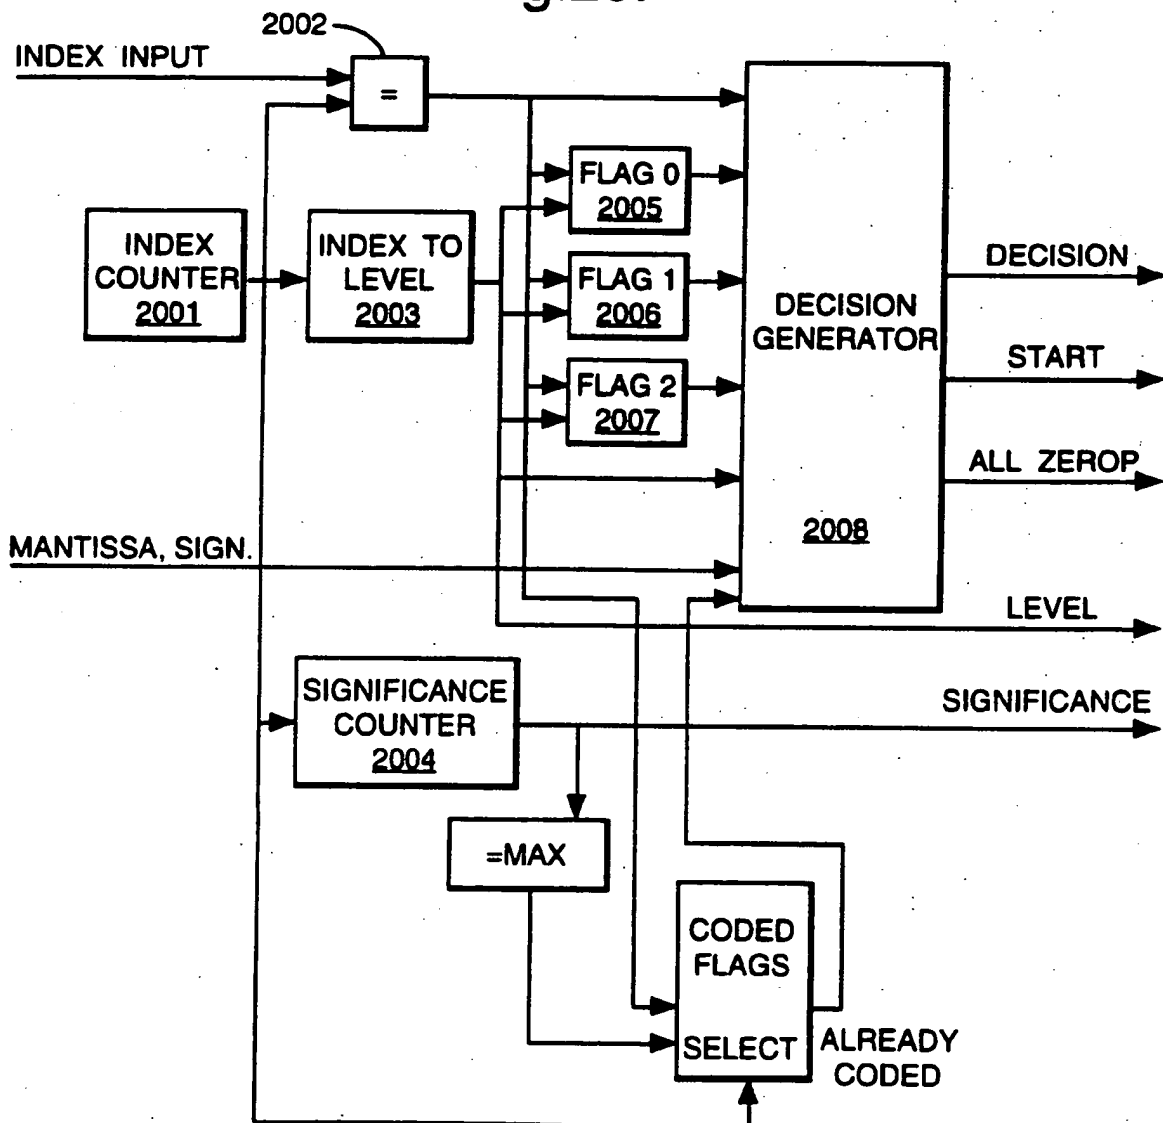 2002
INDEX INPUT
=
FLAG 0
2005
INDEX
COUNTER
2001
INDEX TO
LEVEL
2003
FLAG 1
2006
DECISION
GENERATOR
2008
FLAG 2
2007
DECISION
START
ALL ZEROP
MANTISSA, SIGN.
LEVEL
SIGNIFICANCE
COUNTER
2004
SIGNIFICANCE
=MAX
CODED
FLAGS
SELECT
ALREADY
CODED